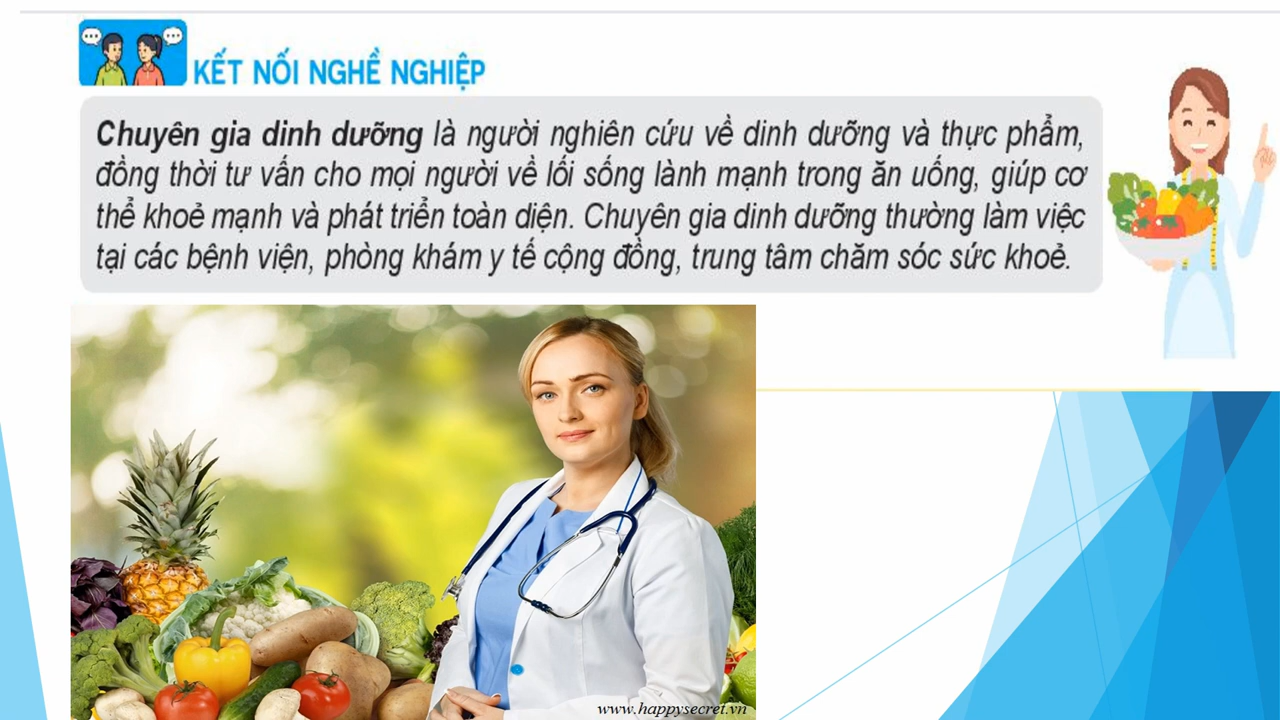 KẾT NỐI NGHỀ NGHIỆP
Chuyên gia dinh dưỡng là người nghiên cứu về dinh dưỡng và thực phẩm,
đồng thời tư vấn cho mọi người về lối sống lành mạnh trong ăn uống, giúp cơ
thể khoẻ mạnh và phát triển toàn diện. Chuyên gia dinh dưỡng thường làm việc
tại các bệnh viện, phòng khám y tế cộng đồng, trung tâm chăm sóc sức khoẻ.
www.happysecret.vn